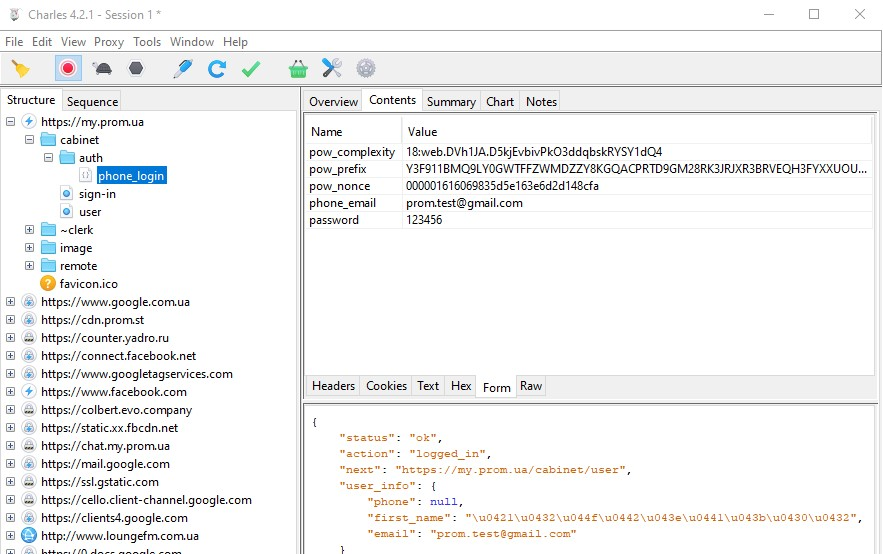 Charles 4.2.1 - Session 1 *
File Edit View Proxy Tools Window Help
Structure Sequence
https://my.prom.ua
cabinet
auth
phone_login
sign-in
user
~clerk
image
remote
favicon.ico
https://www.google.com.ua
https://cdn.prom.st
https://counter.yadro.ru
https://connect.facebook.net
https://www.googletagservices.com
https://www.facebook.com
https://colbert.evo.company
https://static.xx.fbcdn.net
https://chat.my.prom.ua
https://mail.google.com
https://ssl.gstatic.com
https://cello.client-channel.google.com
https://clients4.google.com
http://www.loungefm.com.ua
https://0.docs.google.com
Overview Contents Summary Chart Notes
Name Value
pow_complexity 18:web.DVh1JA.D5kjEvbivPkO3ddqbskRYSY1dQ4
pow_prefix Y3F911BMQ9LY0GWTFFZWMDZZY8KGQACPRTD9GM28RK3JRJXR3BRVEQH3FYXXUOU...
pow_nonce 000001616069835d5e163e6d2d148cfa
phone_email prom.test@gmail.com
password 123456
Headers Cookies Text Hex Form Raw
{
"status": "ok",
"action": "logged_in",
"next": "https://my.prom.ua/cabinet/user",
"user_info": {
"phone": null,
"first_name": "\u0421\u0432\u044f\u0442\u043e\u0441\u043b\u0430\u0432",
"email": "prom.test@gmail.com"
}